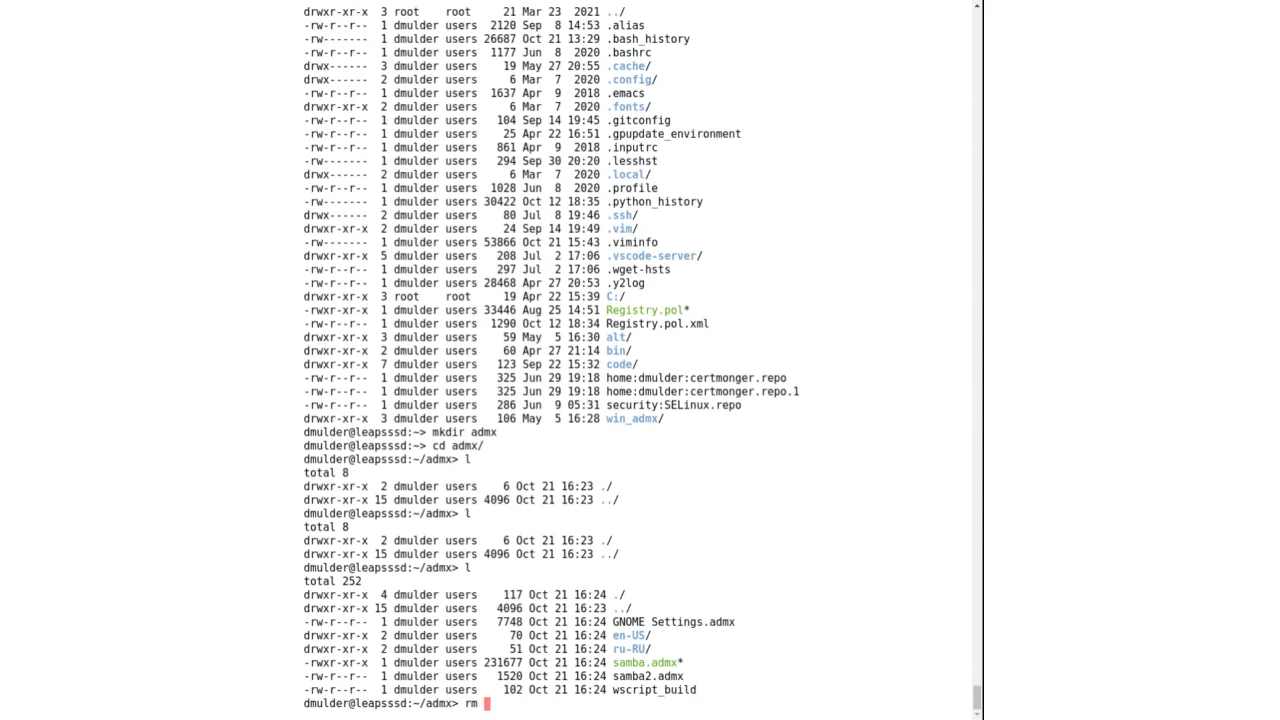 drwxr-xr-x  3 root    root     21 Mar 23  2021 ../
-rw-r--r--  1 dmulder users  2120 Sep  8 14:53 .alias
-rw-------  1 dmulder users 26687 Oct 21 13:29 .bash_history
-rw-r--r--  1 dmulder users  1177 Jun  8  2020 .bashrc
drwx------  3 dmulder users    19 May 27 20:55 .cache/
drwx------  2 dmulder users     6 Mar  7  2020 .config/
-rw-r--r--  1 dmulder users  1637 Apr  9  2018 .emacs
drwxr-xr-x  2 dmulder users     6 Mar  7  2020 .fonts/
-rw-r--r--  1 dmulder users   104 Sep 14 19:45 .gitconfig
-rw-r--r--  1 dmulder users    25 Apr 22 16:51 .gpupdate_environment
-rw-r--r--  1 dmulder users   861 Apr  9  2018 .inputrc
-rw-------  1 dmulder users   294 Sep 30 20:20 .lesshst
drwx------  2 dmulder users     6 Mar  7  2020 .local/
-rw-r--r--  1 dmulder users  1028 Jun  8  2020 .profile
-rw-------  1 dmulder users 30422 Oct 12 18:35 .python_history
drwx------  2 dmulder users    80 Jul  8 19:46 .ssh/
drwxr-xr-x  2 dmulder users    24 Sep 14 19:49 .vim/
-rw-------  1 dmulder users 53866 Oct 21 15:43 .viminfo
drwxr-xr-x  5 dmulder users   208 Jul  2 17:06 .vscode-server/
-rw-r--r--  1 dmulder users   297 Jul  2 17:06 .wget-hsts
-rw-r--r--  1 dmulder users 28468 Apr 27 20:53 .y2log
drwxr-xr-x  3 root    root     19 Apr 22 15:39 C:/
-rwxr-xr-x  1 dmulder users 33446 Aug 25 14:51 Registry.pol*
-rw-r--r--  1 dmulder users  1290 Oct 12 18:34 Registry.pol.xml
drwxr-xr-x  3 dmulder users    59 May  5 16:30 alt/
drwxr-xr-x  2 dmulder users    60 Apr 27 21:14 bin/
drwxr-xr-x  7 dmulder users   123 Sep 22 15:32 code/
-rw-r--r--  1 dmulder users   325 Jun 29 19:18 home:dmulder:certmonger.repo
-rw-r--r--  1 dmulder users   325 Jun 29 19:18 home:dmulder:certmonger.repo.1
-rw-r--r--  1 dmulder users   286 Jun  9 05:31 security:SELinux.repo
drwxr-xr-x  3 dmulder users   106 May  5 16:28 win_admx/
dmulder@leapsssd:~> mkdir admx
dmulder@leapsssd:~> cd admx/
dmulder@leapsssd:~/admx> l
total 8
drwxr-xr-x  2 dmulder users    6 Oct 21 16:23 ./
drwxr-xr-x 15 dmulder users 4096 Oct 21 16:23 ../
dmulder@leapsssd:~/admx> l
total 8
drwxr-xr-x  2 dmulder users    6 Oct 21 16:23 ./
drwxr-xr-x 15 dmulder users 4096 Oct 21 16:23 ../
dmulder@leapsssd:~/admx> l
total 252
drwxr-xr-x  4 dmulder users    117 Oct 21 16:24 ./
drwxr-xr-x 15 dmulder users   4096 Oct 21 16:23 ../
-rw-r--r--  1 dmulder users   7748 Oct 21 16:24 GNOME Settings.admx
drwxr-xr-x  2 dmulder users     70 Oct 21 16:24 en-US/
drwxr-xr-x  2 dmulder users     51 Oct 21 16:24 ru-RU/
-rwxr-xr-x  1 dmulder users 231677 Oct 21 16:24 samba.admx*
-rw-r--r--  1 dmulder users   1520 Oct 21 16:24 samba2.admx
-rw-r--r--  1 dmulder users    102 Oct 21 16:24 wscript_build
dmulder@leapsssd:~/admx> rm